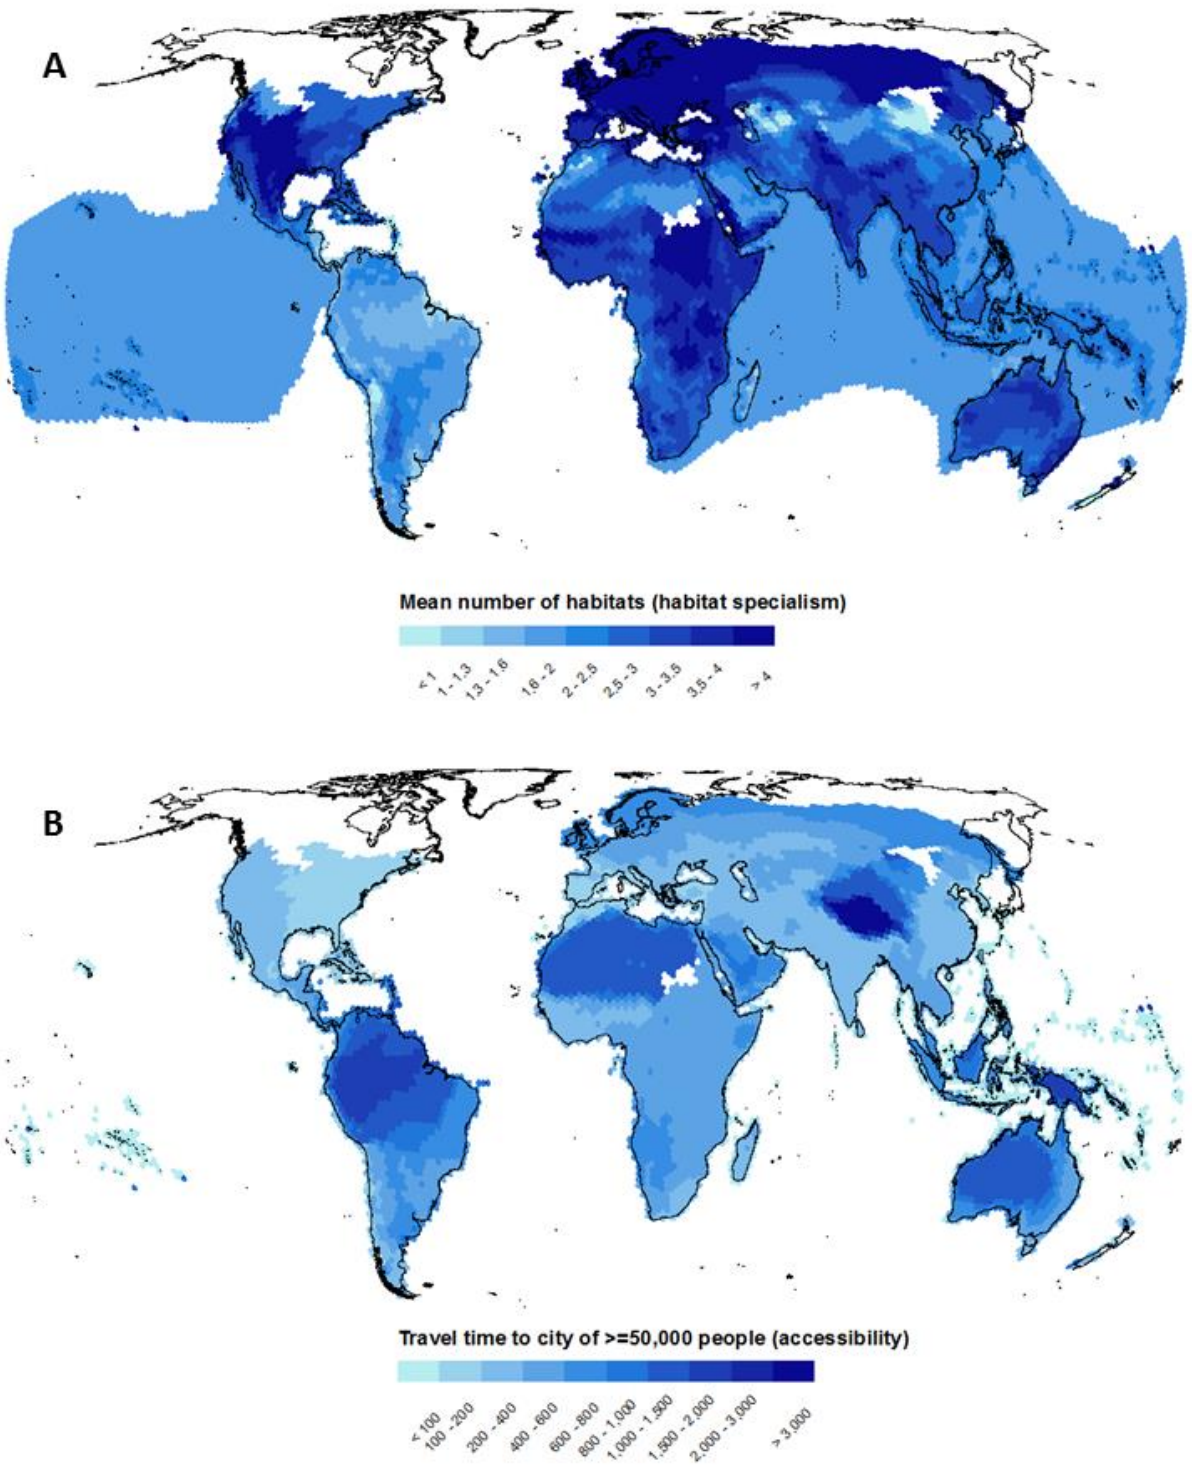 A
Mean number of habitats (habitat specialism)
< 1
1 - 1.3
1.3 - 1.6
1.6 - 2
2 - 2.5
2.5 - 3
3 - 3.5
3.5 - 4
> 4
B
Travel time to city of >=50,000 people (accessibility)
< 100
100 - 200
200 - 400
400 - 600
600 - 800
800 - 1,000
1,000 - 1,500
1,500 - 2,000
2,000 - 3,000
> 3,000